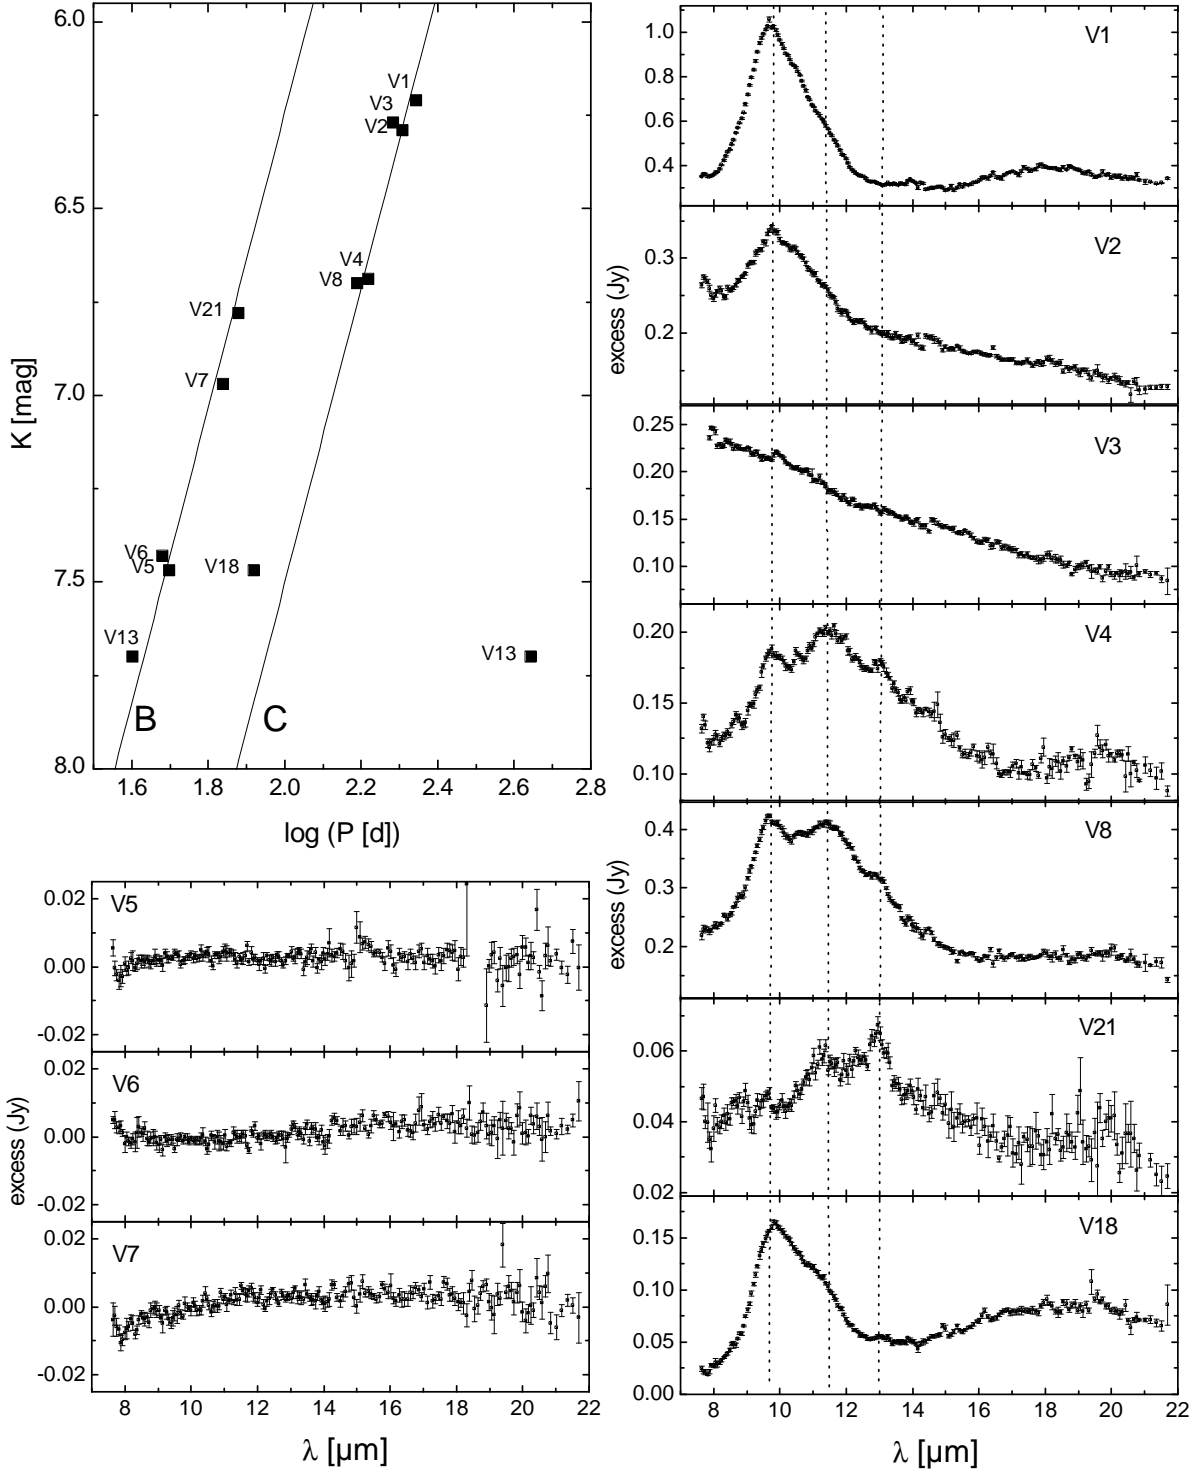 6.0
6.5
7.0
7.5
8.0
K [mag]
V1
V3
V2
V4
V8
V21
V7
V6
V5
V18
V13
V13
B
C
1.6
1.8
2.0
2.2
2.4
2.6
2.8
log (P [d])
0.02
0.00
-0.02
V5
0.02
0.00
-0.02
V6
0.02
0.00
-0.02
V7
excess (Jy)
8
10
12
14
16
18
20
22
λ [µm]
1.0
0.8
0.6
0.4
V1
0.3
0.2
V2
excess (Jy)
0.25
0.20
0.15
0.10
V3
0.20
0.15
0.10
V4
0.4
0.3
0.2
V8
excess (Jy)
0.06
0.04
0.02
V21
0.15
0.10
0.05
0.00
V18
8
10
12
14
16
18
20
22
λ [µm]